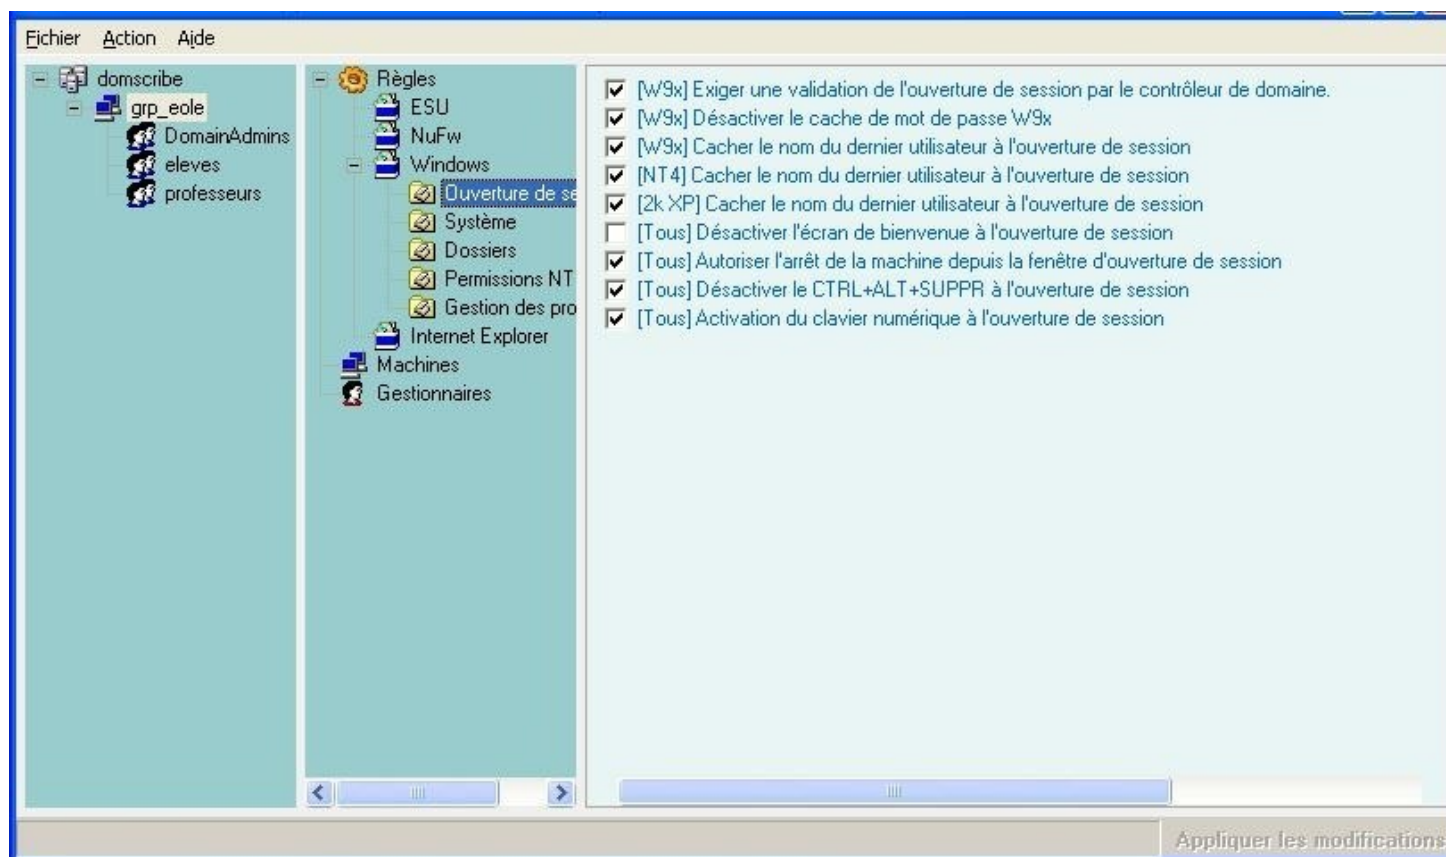 Fichier Action Aide
domscribe
grp_eole
DomainAdmins
eleves
professeurs
Règles
ESU
NuFw
Windows
Ouverture de se
Système
Dossiers
Permissions NT
Gestion des pro
Internet Explorer
Machines
Gestionnaires
[W9x] Exiger une validation de l'ouverture de session par le contrôleur de domaine.
[W9x] Désactiver le cache de mot de passe W9x
[W9x] Cacher le nom du dernier utilisateur à l'ouverture de session
[NT4] Cacher le nom du dernier utilisateur à l'ouverture de session
[2k XP] Cacher le nom du dernier utilisateur à l'ouverture de session
[Tous] Désactiver l'écran de bienvenue à l'ouverture de session
[Tous] Autoriser l'arrêt de la machine depuis la fenêtre d'ouverture de session
[Tous] Désactiver le CTRL+ALT+SUPPR à l'ouverture de session
[Tous] Activation du clavier numérique à l'ouverture de session
Appliquer les modifications